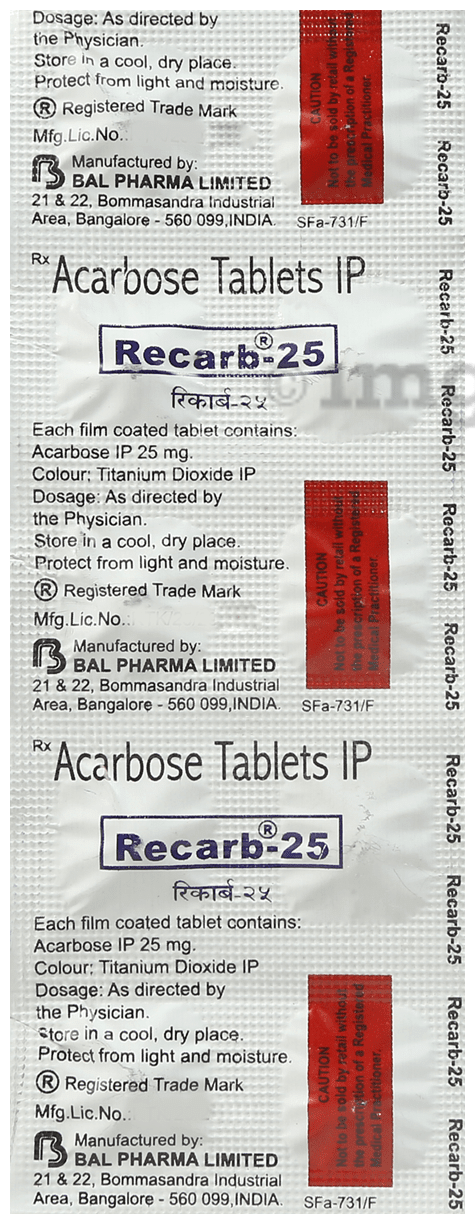 Dosage: As directed by
the Physician.
Store in a cool, dry place.
Protect from light and moisture.
® Registered Trade Mark
Mfg.Lic.No.:
Manufactured by:
BAL PHARMA LIMITED
21 & 22, Bommasandra Industrial
Area, Bangalore - 560 099,INDIA.
CAUTION
Not to be sold by retail without
the prescription of a Registered
Medical Practitioner.
SFa-731/F
Rx Acarbose Tablets IP
Recarb®-25
रिकार्ब-२५
Each film coated tablet contains:
Acarbose IP 25 mg.
Colour: Titanium Dioxide IP
Dosage: As directed by
the Physician.
Store in a cool, dry place.
Protect from light and moisture.
® Registered Trade Mark
Mfg.Lic.No.:
Manufactured by:
BAL PHARMA LIMITED
21 & 22, Bommasandra Industrial
Area, Bangalore - 560 099,INDIA.
CAUTION
Not to be sold by retail without
the prescription of a Registered
Medical Practitioner.
SFa-731/F
Rx Acarbose Tablets IP
Recarb®-25
रिकार्ब-२५
Each film coated tablet contains:
Acarbose IP 25 mg.
Colour: Titanium Dioxide IP
Dosage: As directed by
the Physician.
Store in a cool, dry place.
Protect from light and moisture.
® Registered Trade Mark
Mfg.Lic.No.:
Manufactured by:
BAL PHARMA LIMITED
21 & 22, Bommasandra Industrial
Area, Bangalore - 560 099,INDIA.
CAUTION
Not to be sold by retail without
the prescription of a Registered
Medical Practitioner.
SFa-731/F
Recarb-25
Recarb-25
Recarb-25
Recarb-25
Recarb-25
Recarb-25
Recarb-25
Recarb-25
Recarb-25
Recarb-25